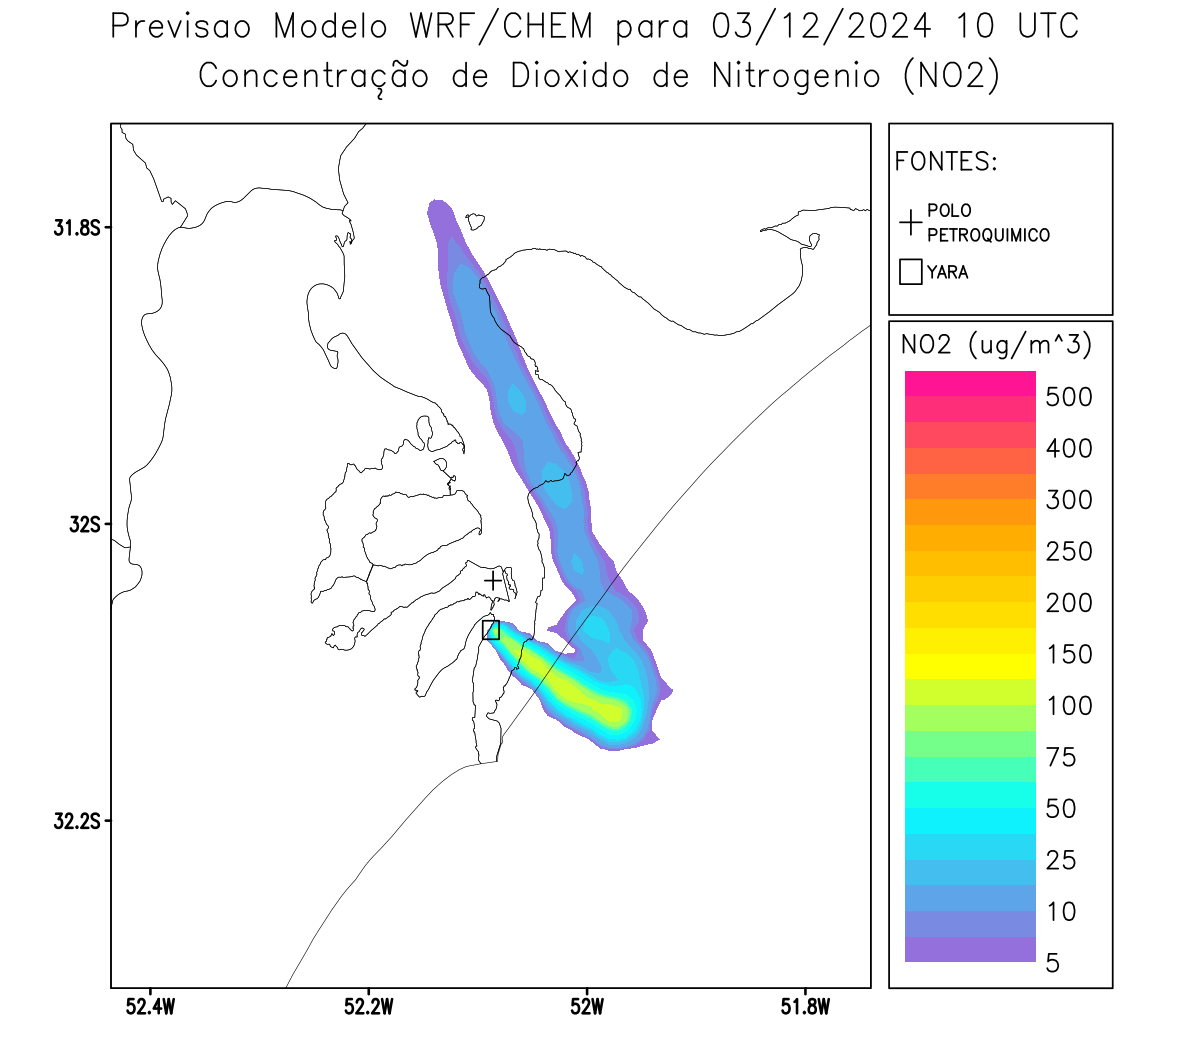 Previsao Modelo WRF/CHEM para 03/12/2024 10 UTC
Concentração de Dioxido de Nitrogenio (NO2)
FONTES:
POLO
PETROQUIMICO
YARA
31.8S
32S
32.2S
52.4W
52.2W
52W
51.8W
NO2 (ug/m^3)
500
400
300
250
200
150
100
75
50
25
10
5